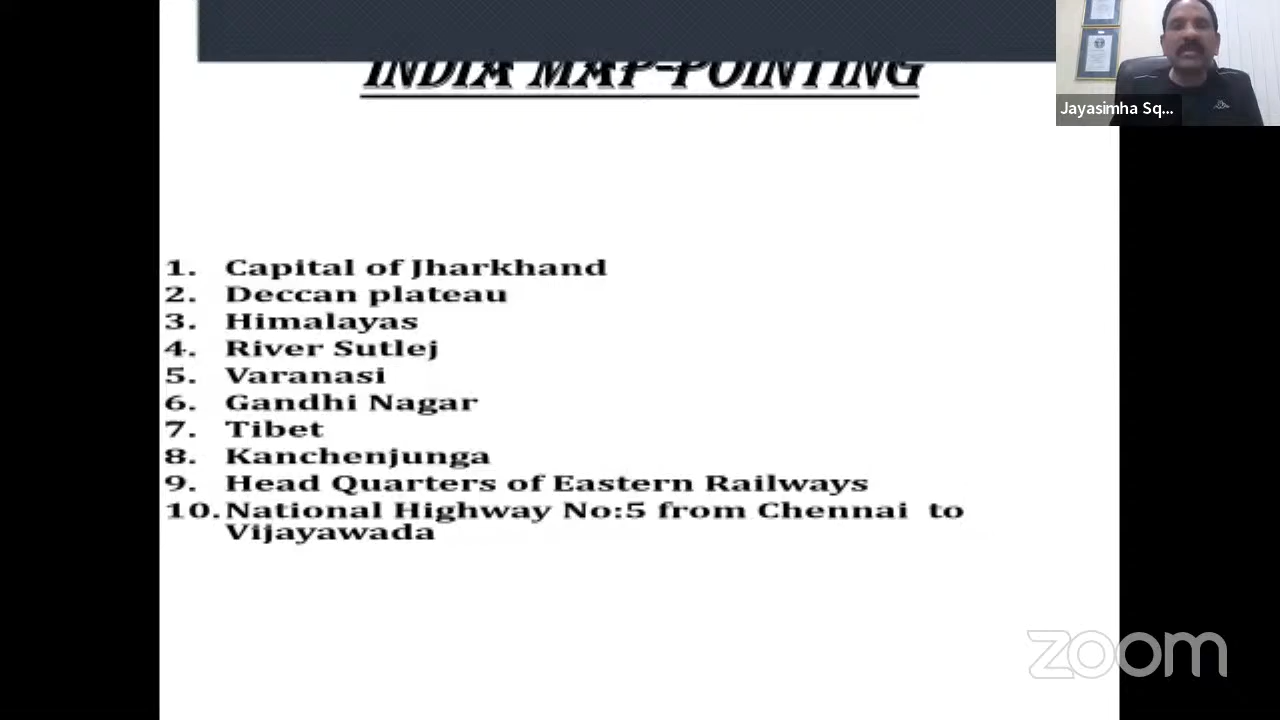 INDIA MAP-POINTING
Jayasimha Sq...
1. Capital of Jharkhand
2. Deccan plateau
3. Himalayas
4. River Sutlej
5. Varanasi
6. Gandhi Nagar
7. Tibet
8. Kanchenjunga
9. Head Quarters of Eastern Railways
10. National Highway No:5 from Chennai to
Vijayawada
zoom